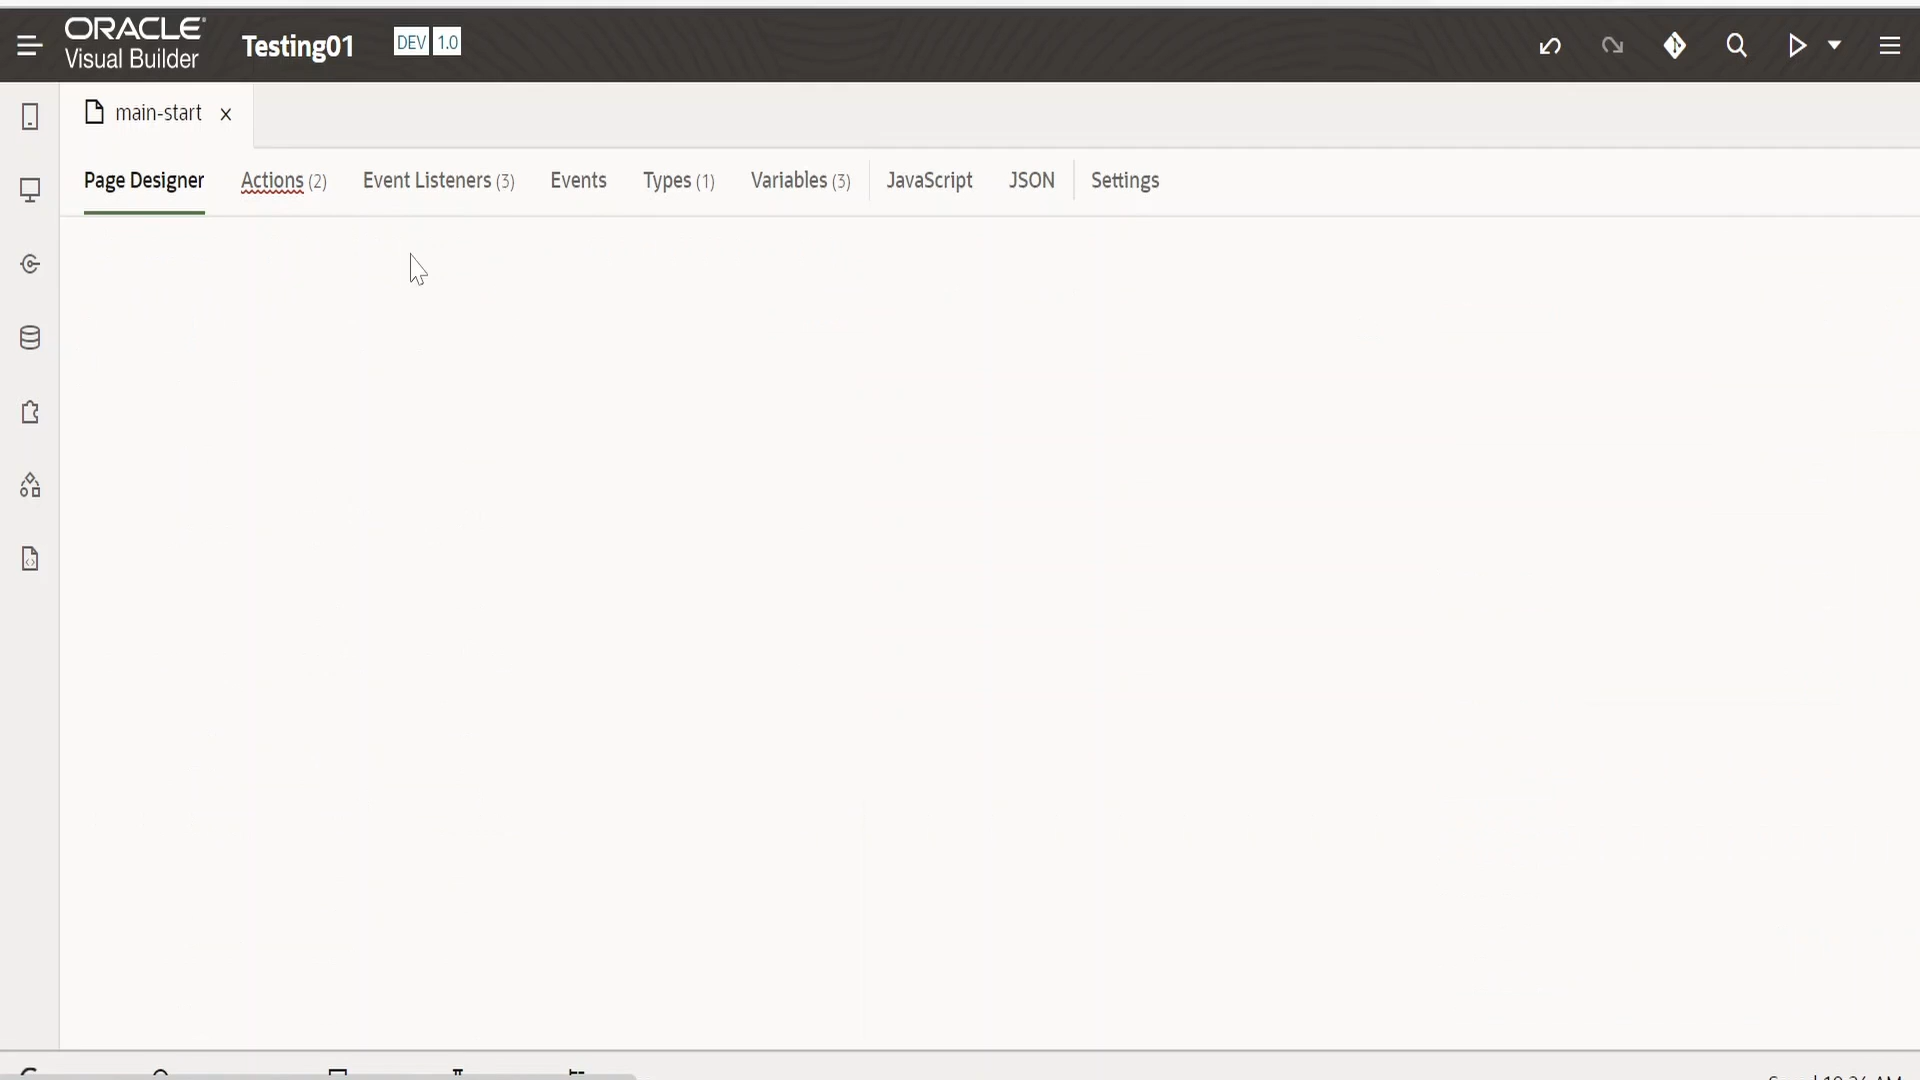 ORACLE
Visual Builder
Testing01
DEV 1.0
main-start x
Page Designer Actions (2) Event Listeners (3) Events Types (1) Variables (3) JavaScript JSON Settings